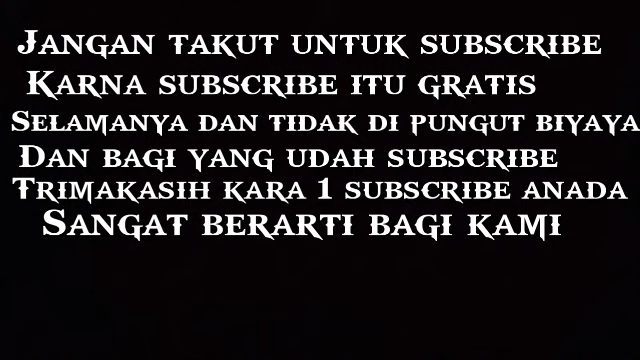 Jangan takut untuk subscribe
Karna subscribe itu gratis
Selamanya dan tidak di pungut biyaya
Dan bagi yang udah subscribe
Trimakasih kara 1 subscribe anada
Sangat berarti bagi kami